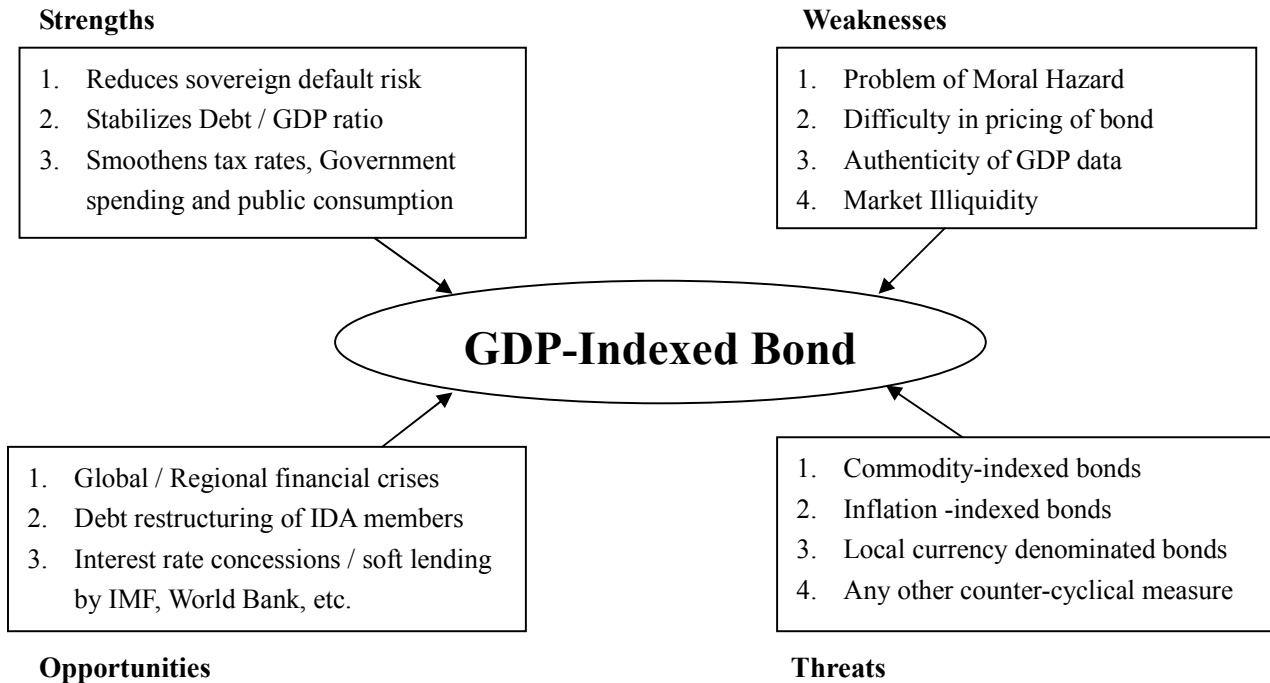 Strengths
1. Reduces sovereign default risk
2. Stabilizes Debt / GDP ratio
3. Smoothens tax rates, Government
spending and public consumption
Weaknesses
1. Problem of Moral Hazard
2. Difficulty in pricing of bond
3. Authenticity of GDP data
4. Market Illiquidity
GDP-Indexed Bond
1. Global / Regional financial crises
2. Debt restructuring of IDA members
3. Interest rate concessions / soft lending
by IMF, World Bank, etc.
Opportunities
1. Commodity-indexed bonds
2. Inflation -indexed bonds
3. Local currency denominated bonds
4. Any other counter-cyclical measure
Threats